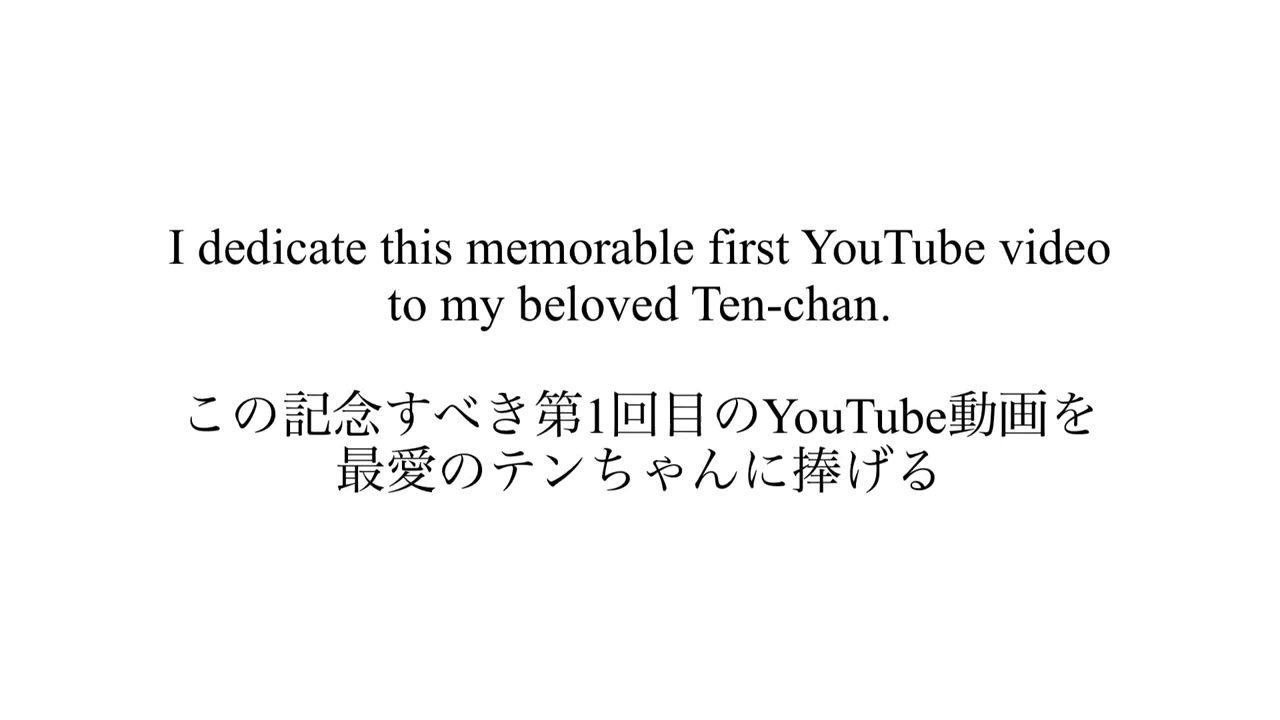 I dedicate this memorable first YouTube video
to my beloved Ten-chan.
この記念すべき第1回目のYouTube動画を
最愛のテンちゃんに捧げる